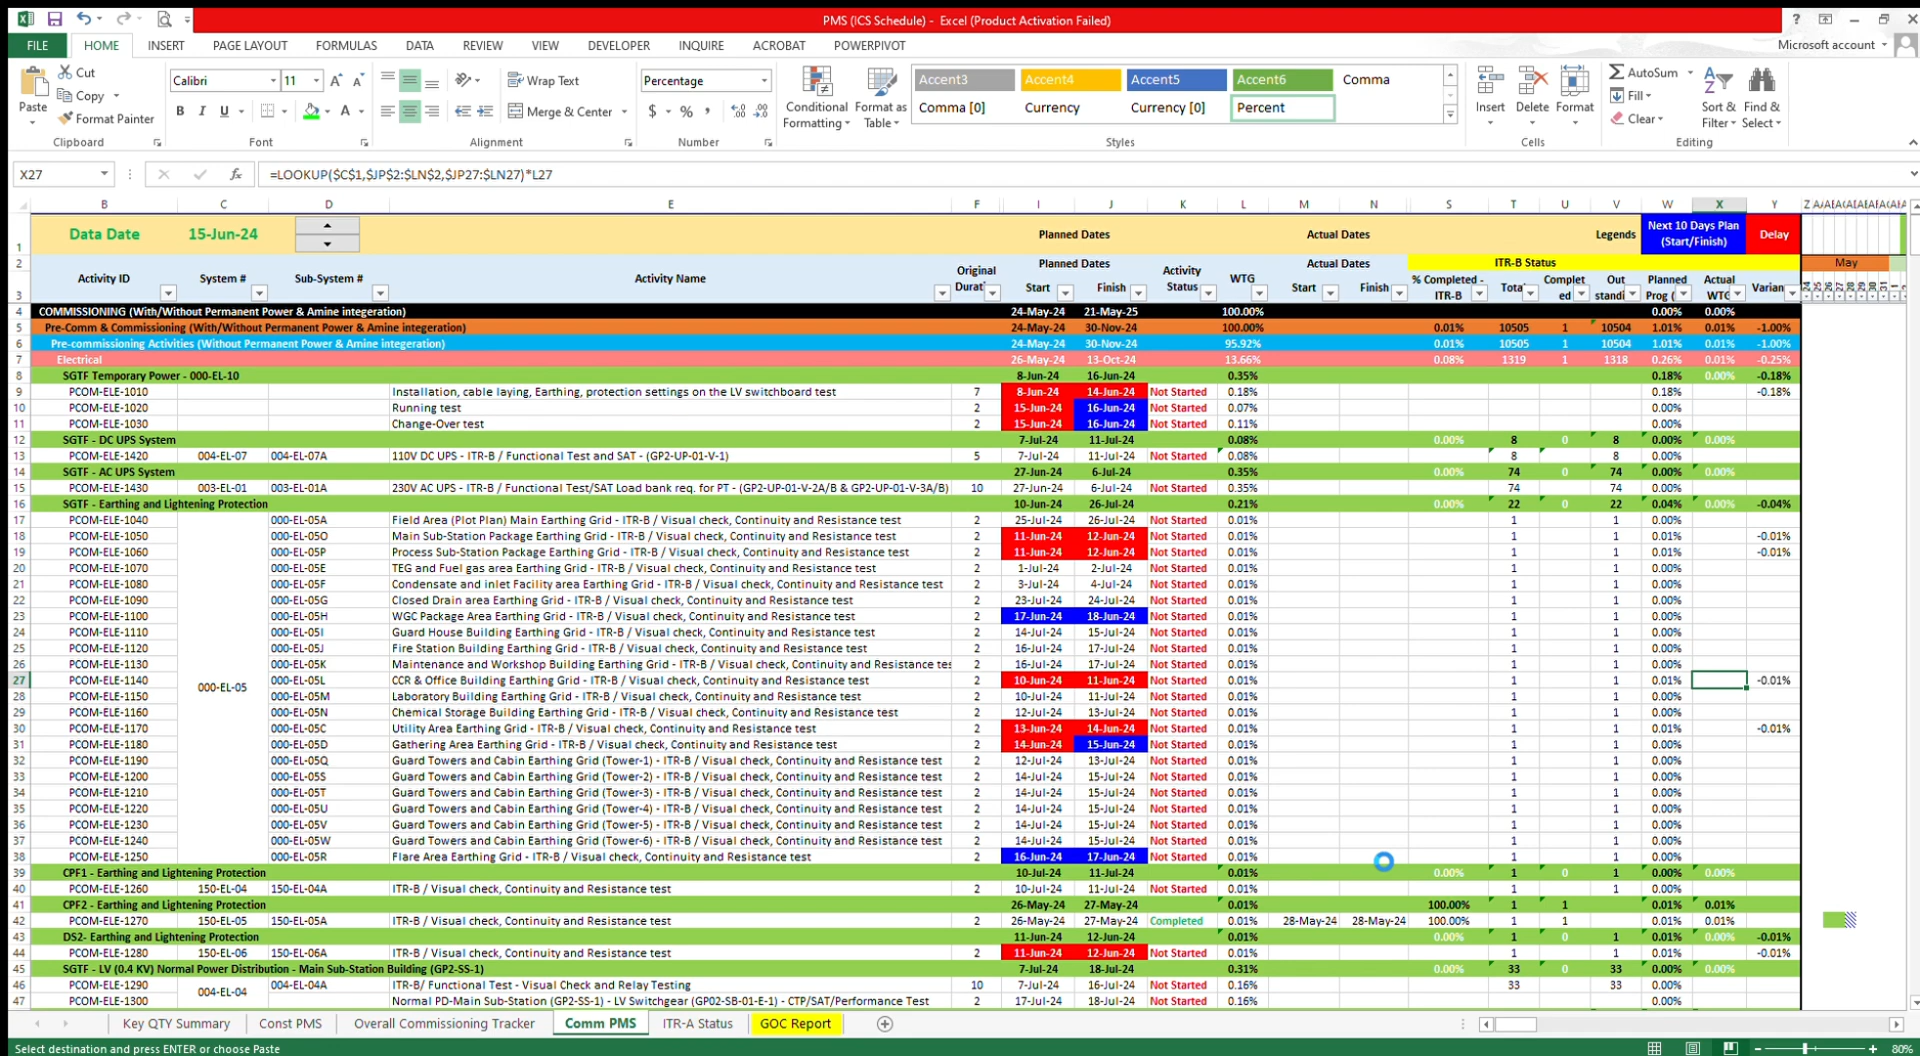 PMS (ICS Schedule) - Excel (Product Activation Failed)
FILE HOME INSERT PAGE LAYOUT FORMULAS DATA REVIEW VIEW DEVELOPER INQUIRE ACROBAT POWERPIVOT Microsoft account
Cut Copy Format Painter Paste Clipboard
Calibri 11 B I U Font
Wrap Text Merge & Center Alignment
Percentage $ % Number
Conditional Formatting Format as Table
Accent3 Accent4 Accent5 Accent6 Comma
Comma [0] Currency Currency [0] Percent
Styles
Insert Delete Format Cells
AutoSum Fill Clear Sort & Filter Find & Select Editing
X27 fx =LOOKUP($C$1,$JP$2:$LN$2,$JP27:$LN27)*L27
B C D E F I J K L M N S T U V W X Y Z
1 Data Date 15-Jun-24 Planned Dates Actual Dates Legends Next 10 Days Plan (Start/Finish) Delay
2 Planned Dates Actual Dates ITR-B Status May
3 Activity ID System # Sub-System # Activity Name Original Durati Start Finish Activity Status WTG Start Finish % Completed - ITR-B Tota Complet ed Out standi Planned Prog ( Actual WTG Varian
4 COMMISSIONING (With/Without Permanent Power & Amine integeration) 24-May-24 21-May-25 100.00% 0.00% 0.00%
5 Pre-Comm & Commissioning (With/Without Permanent Power & Amine integeration) 24-May-24 30-Nov-24 100.00% 0.01% 10505 1 10504 1.01% 0.01% -1.00%
6 Pre-commissioning Activities (Without Permanent Power & Amine integeration) 24-May-24 30-Nov-24 95.92% 0.01% 10505 1 10504 1.01% 0.01% -1.00%
7 Electrical 26-May-24 13-Oct-24 13.66% 0.08% 1319 1 1318 0.26% 0.01% -0.25%
8 SGTF Temporary Power - 000-EL-10 8-Jun-24 16-Jun-24 0.35% 0.18% 0.00% -0.18%
9 PCOM-ELE-1010 Installation, cable laying, Earthing, protection settings on the LV switchboard test 7 8-Jun-24 14-Jun-24 Not Started 0.18% 0.18% -0.18%
10 PCOM-ELE-1020 Running test 2 15-Jun-24 16-Jun-24 Not Started 0.07% 0.00%
11 PCOM-ELE-1030 Change-Over test 2 15-Jun-24 16-Jun-24 Not Started 0.11% 0.00%
12 SGTF - DC UPS System 7-Jul-24 11-Jul-24 0.08% 0.00% 8 0 8 0.00% 0.00%
13 PCOM-ELE-1420 004-EL-07 004-EL-07A 110V DC UPS - ITR-B / Functional Test and SAT - (GP2-UP-01-V-1) 5 7-Jul-24 11-Jul-24 Not Started 0.08% 8 8 0.00%
14 SGTF - AC UPS System 27-Jun-24 6-Jul-24 0.35% 0.00% 74 0 74 0.00% 0.00%
15 PCOM-ELE-1430 003-EL-01 003-EL-01A 230V AC UPS - ITR-B / Functional Test/SAT Load bank req. for PT - (GP2-UP-01-V-2A/B & GP2-UP-01-V-3A/B) 10 27-Jun-24 6-Jul-24 Not Started 0.35% 74 74 0.00%
16 SGTF - Earthing and Lightening Protection 10-Jun-24 26-Jul-24 0.21% 0.00% 22 0 22 0.04% 0.00% -0.04%
17 PCOM-ELE-1040 000-EL-05A Field Area (Plot Plan) Main Earthing Grid - ITR-B / Visual check, Continuity and Resistance test 2 25-Jul-24 26-Jul-24 Not Started 0.01% 1 1 0.00%
18 PCOM-ELE-1050 000-EL-05O Main Sub-Station Package Earthing Grid - ITR-B / Visual check, Continuity and Resistance test 2 11-Jun-24 12-Jun-24 Not Started 0.01% 1 1 0.01% -0.01%
19 PCOM-ELE-1060 000-EL-05P Process Sub-Station Package Earthing Grid - ITR-B / Visual check, Continuity and Resistance test 2 11-Jun-24 12-Jun-24 Not Started 0.01% 1 1 0.01% -0.01%
20 PCOM-ELE-1070 000-EL-05E TEG and Fuel gas area Earthing Grid - ITR-B / Visual check, Continuity and Resistance test 2 1-Jul-24 2-Jul-24 Not Started 0.01% 1 1 0.00%
21 PCOM-ELE-1080 000-EL-05F Condensate and inlet Facility area Earthing Grid - ITR-B / Visual check, Continuity and Resistance test 2 3-Jul-24 4-Jul-24 Not Started 0.01% 1 1 0.00%
22 PCOM-ELE-1090 000-EL-05G Closed Drain area Earthing Grid - ITR-B / Visual check, Continuity and Resistance test 2 23-Jul-24 24-Jul-24 Not Started 0.01% 1 1 0.00%
23 PCOM-ELE-1100 000-EL-05H WGC Package Area Earthing Grid - ITR-B / Visual check, Continuity and Resistance test 2 17-Jun-24 18-Jun-24 Not Started 0.01% 1 1 0.00%
24 PCOM-ELE-1110 000-EL-05I Guard House Building Earthing Grid - ITR-B / Visual check, Continuity and Resistance test 2 14-Jul-24 15-Jul-24 Not Started 0.01% 1 1 0.00%
25 PCOM-ELE-1120 000-EL-05J Fire Station Building Earthing Grid - ITR-B / Visual check, Continuity and Resistance test 2 16-Jul-24 17-Jul-24 Not Started 0.01% 1 1 0.00%
26 PCOM-ELE-1130 000-EL-05K Maintenance and Workshop Building Earthing Grid - ITR-B / Visual check, Continuity and Resistance tes 2 16-Jul-24 17-Jul-24 Not Started 0.01% 1 1 0.00%
27 PCOM-ELE-1140 000-EL-05 000-EL-05L CCR & Office Building Earthing Grid - ITR-B / Visual check, Continuity and Resistance test 2 10-Jun-24 11-Jun-24 Not Started 0.01% 1 1 0.01% -0.01%
28 PCOM-ELE-1150 000-EL-05M Laboratory Building Earthing Grid - ITR-B / Visual check, Continuity and Resistance test 2 10-Jul-24 11-Jul-24 Not Started 0.01% 1 1 0.00%
29 PCOM-ELE-1160 000-EL-05N Chemical Storage Building Earthing Grid - ITR-B / Visual check, Continuity and Resistance test 2 12-Jul-24 13-Jul-24 Not Started 0.01% 1 1 0.00%
30 PCOM-ELE-1170 000-EL-05C Utility Area Earthing Grid - ITR-B / Visual check, Continuity and Resistance test 2 13-Jun-24 14-Jun-24 Not Started 0.01% 1 1 0.01% -0.01%
31 PCOM-ELE-1180 000-EL-05D Gathering Area Earthing Grid - ITR-B / Visual check, Continuity and Resistance test 2 14-Jun-24 15-Jun-24 Not Started 0.01% 1 1 0.00%
32 PCOM-ELE-1190 000-EL-05Q Guard Towers and Cabin Earthing Grid (Tower-1) - ITR-B / Visual check, Continuity and Resistance test 2 12-Jul-24 13-Jul-24 Not Started 0.01% 1 1 0.00%
33 PCOM-ELE-1200 000-EL-05S Guard Towers and Cabin Earthing Grid (Tower-2) - ITR-B / Visual check, Continuity and Resistance test 2 14-Jul-24 15-Jul-24 Not Started 0.01% 1 1 0.00%
34 PCOM-ELE-1210 000-EL-05T Guard Towers and Cabin Earthing Grid (Tower-3) - ITR-B / Visual check, Continuity and Resistance test 2 14-Jul-24 15-Jul-24 Not Started 0.01% 1 1 0.00%
35 PCOM-ELE-1220 000-EL-05U Guard Towers and Cabin Earthing Grid (Tower-4) - ITR-B / Visual check, Continuity and Resistance test 2 14-Jul-24 15-Jul-24 Not Started 0.01% 1 1 0.00%
36 PCOM-ELE-1230 000-EL-05V Guard Towers and Cabin Earthing Grid (Tower-5) - ITR-B / Visual check, Continuity and Resistance test 2 14-Jul-24 15-Jul-24 Not Started 0.01% 1 1 0.00%
37 PCOM-ELE-1240 000-EL-05W Guard Towers and Cabin Earthing Grid (Tower-6) - ITR-B / Visual check, Continuity and Resistance test 2 14-Jul-24 15-Jul-24 Not Started 0.01% 1 1 0.00%
38 PCOM-ELE-1250 000-EL-05R Flare Area Earthing Grid - ITR-B / Visual check, Continuity and Resistance test 2 16-Jun-24 17-Jun-24 Not Started 0.01% 1 1 0.00%
39 CPF1 - Earthing and Lightening Protection 10-Jul-24 11-Jul-24 0.01% 0.00% 1 0 1 0.00% 0.00%
40 PCOM-ELE-1260 150-EL-04 150-EL-04A ITR-B / Visual check, Continuity and Resistance test 2 10-Jul-24 11-Jul-24 Not Started 0.01% 1 1 0.00%
41 CPF2 - Earthing and Lightening Protection 26-May-24 27-May-24 0.01% 100.00% 1 1 0.01% 0.01%
42 PCOM-ELE-1270 150-EL-05 150-EL-05A ITR-B / Visual check, Continuity and Resistance test 2 26-May-24 27-May-24 Completed 0.01% 28-May-24 28-May-24 100.00% 1 1 0.01% 0.01%
43 DS2- Earthing and Lightening Protection 11-Jun-24 12-Jun-24 0.01% 0.00% 1 0 1 0.01% 0.00% -0.01%
44 PCOM-ELE-1280 150-EL-06 150-EL-06A ITR-B / Visual check, Continuity and Resistance test 2 11-Jun-24 12-Jun-24 Not Started 0.01% 1 1 0.01% -0.01%
45 SGTF - LV (0.4 KV) Normal Power Distribution - Main Sub-Station Building (GP2-SS-1) 7-Jul-24 18-Jul-24 0.31% 0.00% 33 0 33 0.00% 0.00%
46 PCOM-ELE-1290 004-EL-04 004-EL-04A ITR-B/ Functional Test - Visual Check and Relay Testing 10 7-Jul-24 16-Jul-24 Not Started 0.16% 33 33 0.00%
47 PCOM-ELE-1300 Normal PD-Main Sub-Station (GP2-SS-1) - LV Switchgear (GP02-SB-01-E-1) - CTP/SAT/Performance Test 2 17-Jul-24 18-Jul-24 Not Started 0.16% 0.00%
Key QTY Summary Const PMS Overall Commissioning Tracker Comm PMS ITR-A Status GOC Report
Select destination and press ENTER or choose Paste 80%